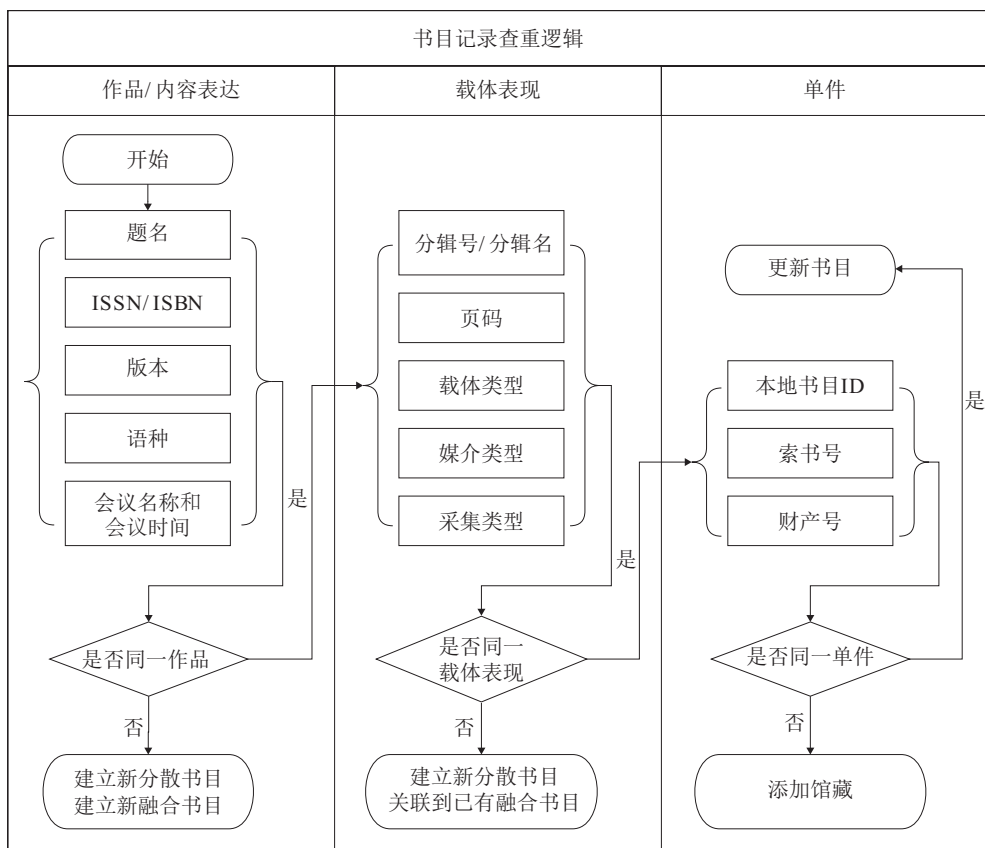 书目记录查重逻辑
作品/内容表达
载体表现
单件
开始
题名
ISSN/ISBN
版本
语种
会议名称和
会议时间
是
是否同一作品
否
建立新分散书目
建立新融合书目
分辑号/分辑名
页码
载体类型
媒介类型
采集类型
是
是否同一
载体表现
否
建立新分散书目
关联到已有融合书目
更新书目
本地书目ID
索书号
财产号
是
是否同一单件
否
添加馆藏